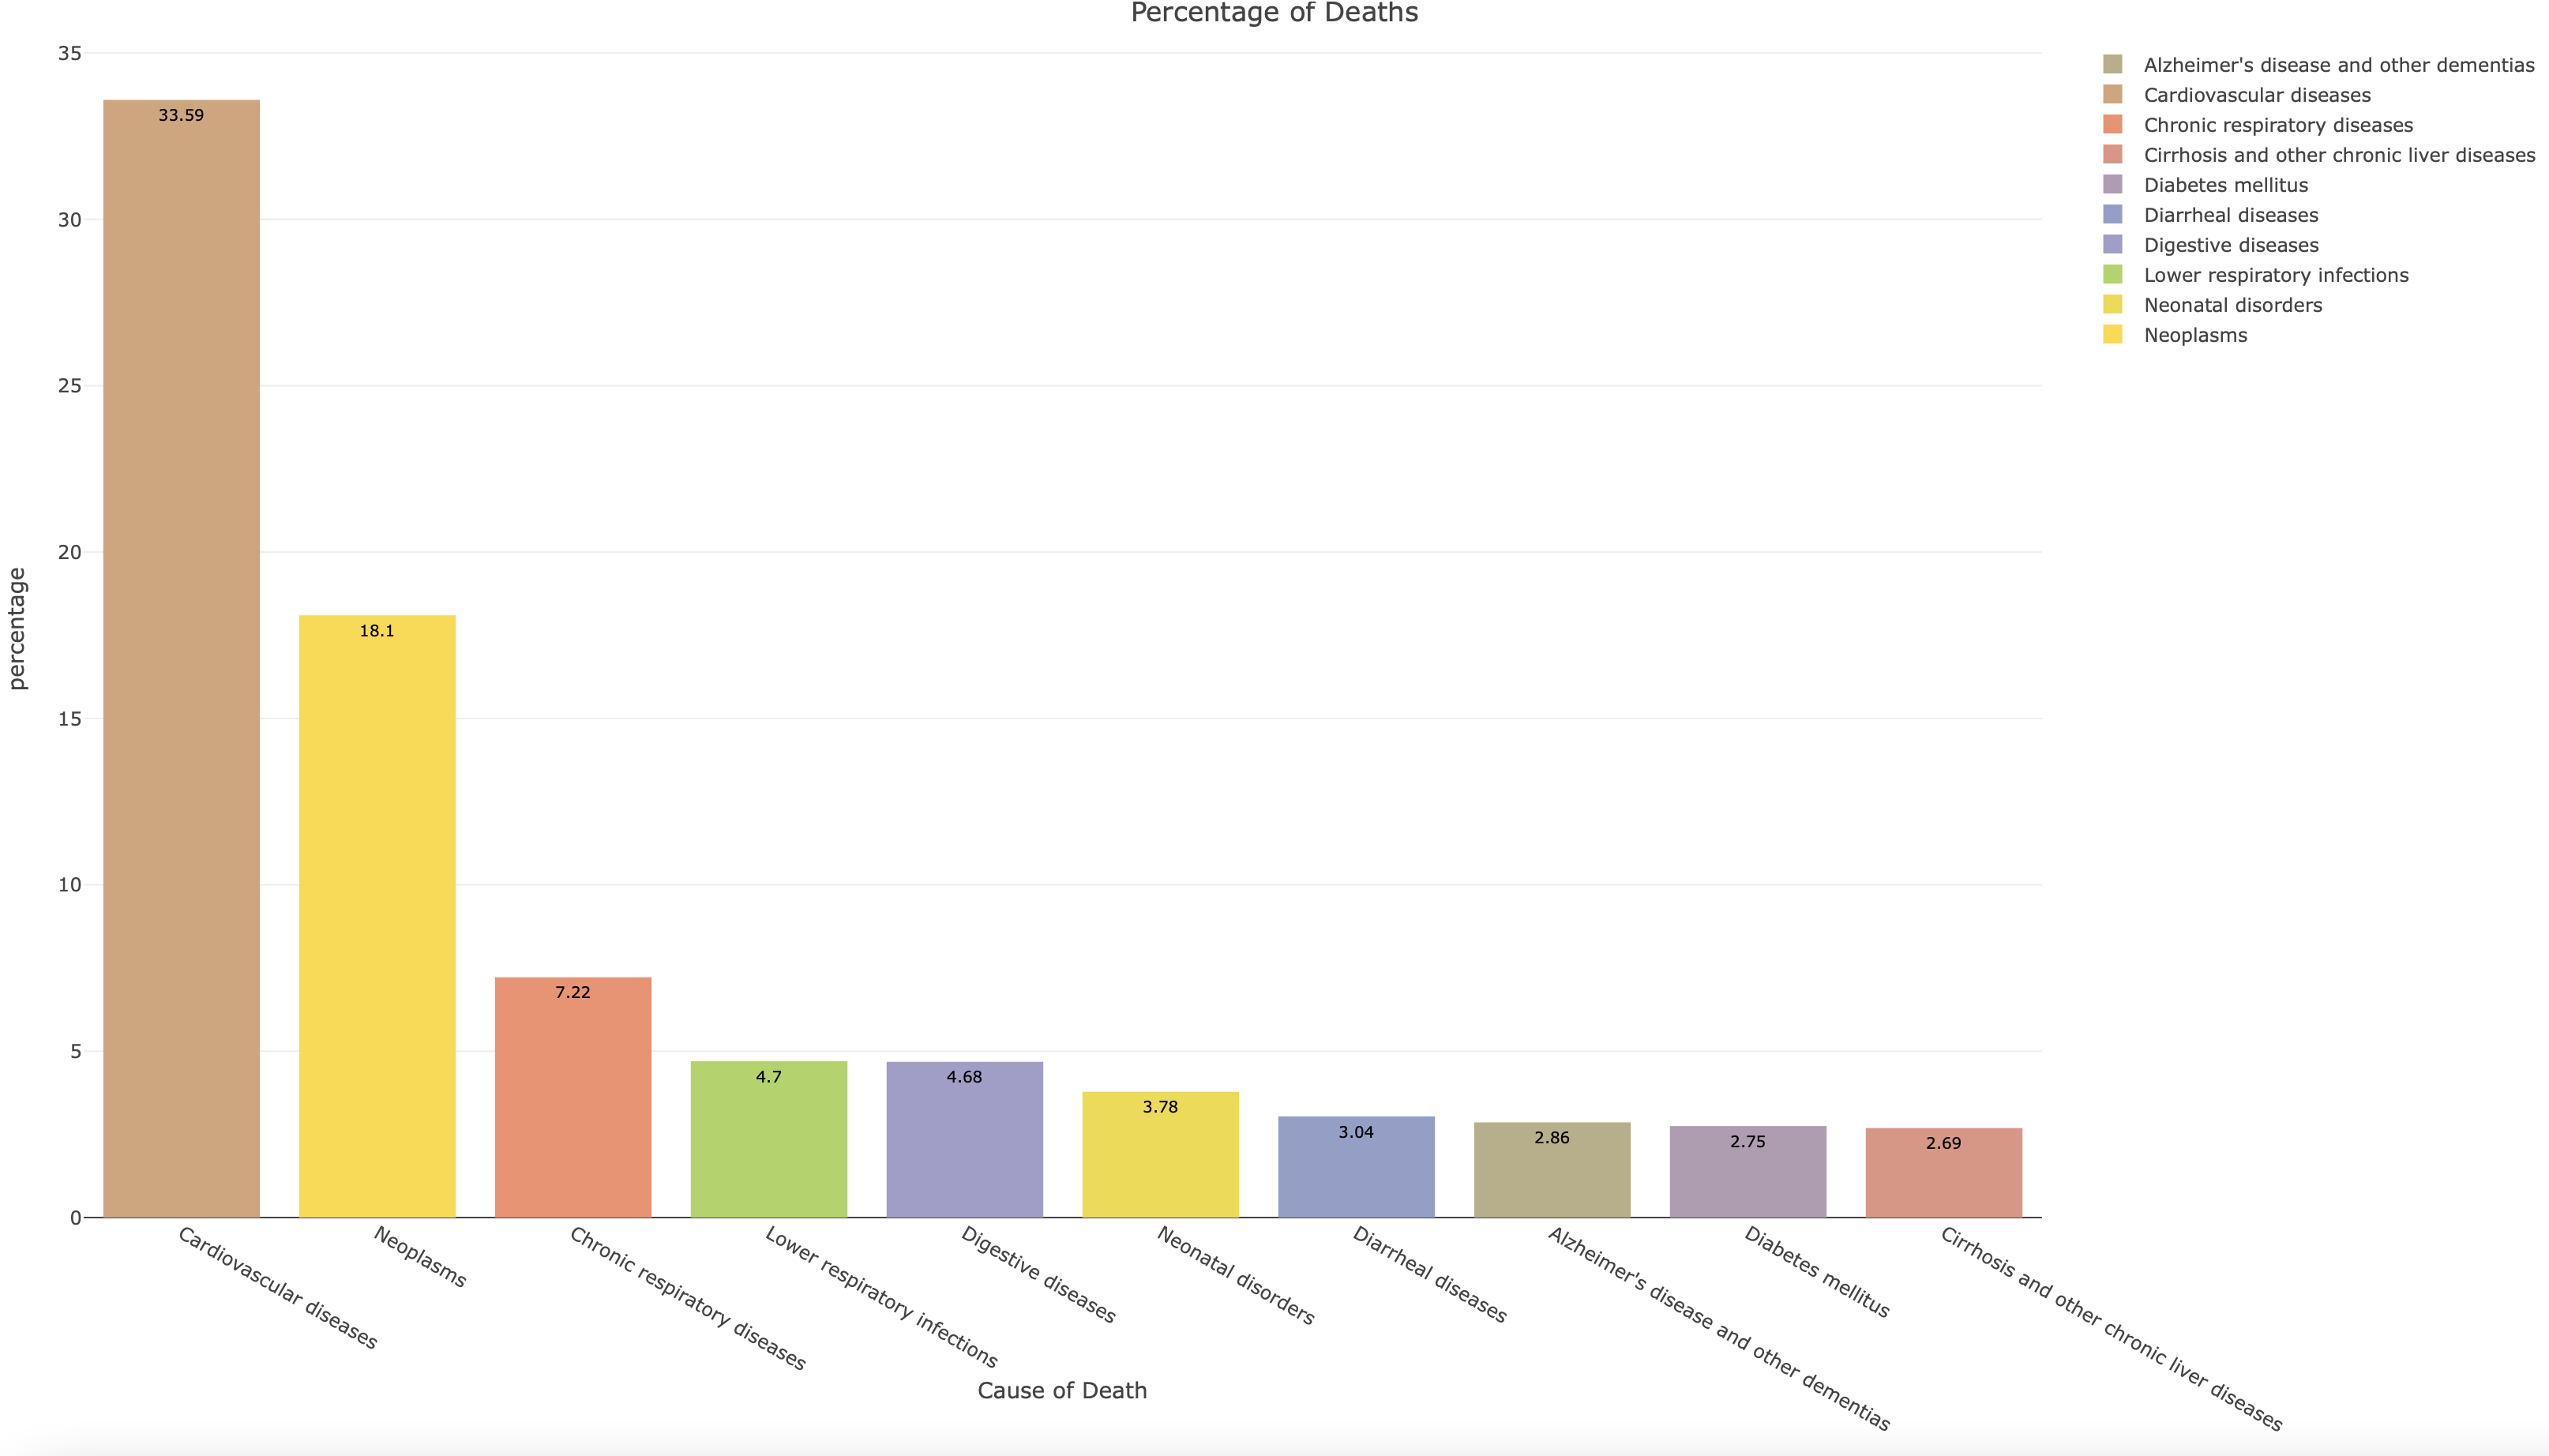 Percentage of Deaths
35
30
25
20
15
10
5
0
percentage
33.59
18.1
7.22
4.7
4.68
3.78
3.04
2.86
2.75
2.69
Cardiovascular diseases
Neoplasms
Chronic respiratory diseases
Lower respiratory infections
Digestive diseases
Neonatal disorders
Diarrheal diseases
Alzheimer's disease and other dementias
Diabetes mellitus
Cirrhosis and other chronic liver diseases
Cause of Death
Alzheimer's disease and other dementias
Cardiovascular diseases
Chronic respiratory diseases
Cirrhosis and other chronic liver diseases
Diabetes mellitus
Diarrheal diseases
Digestive diseases
Lower respiratory infections
Neonatal disorders
Neoplasms